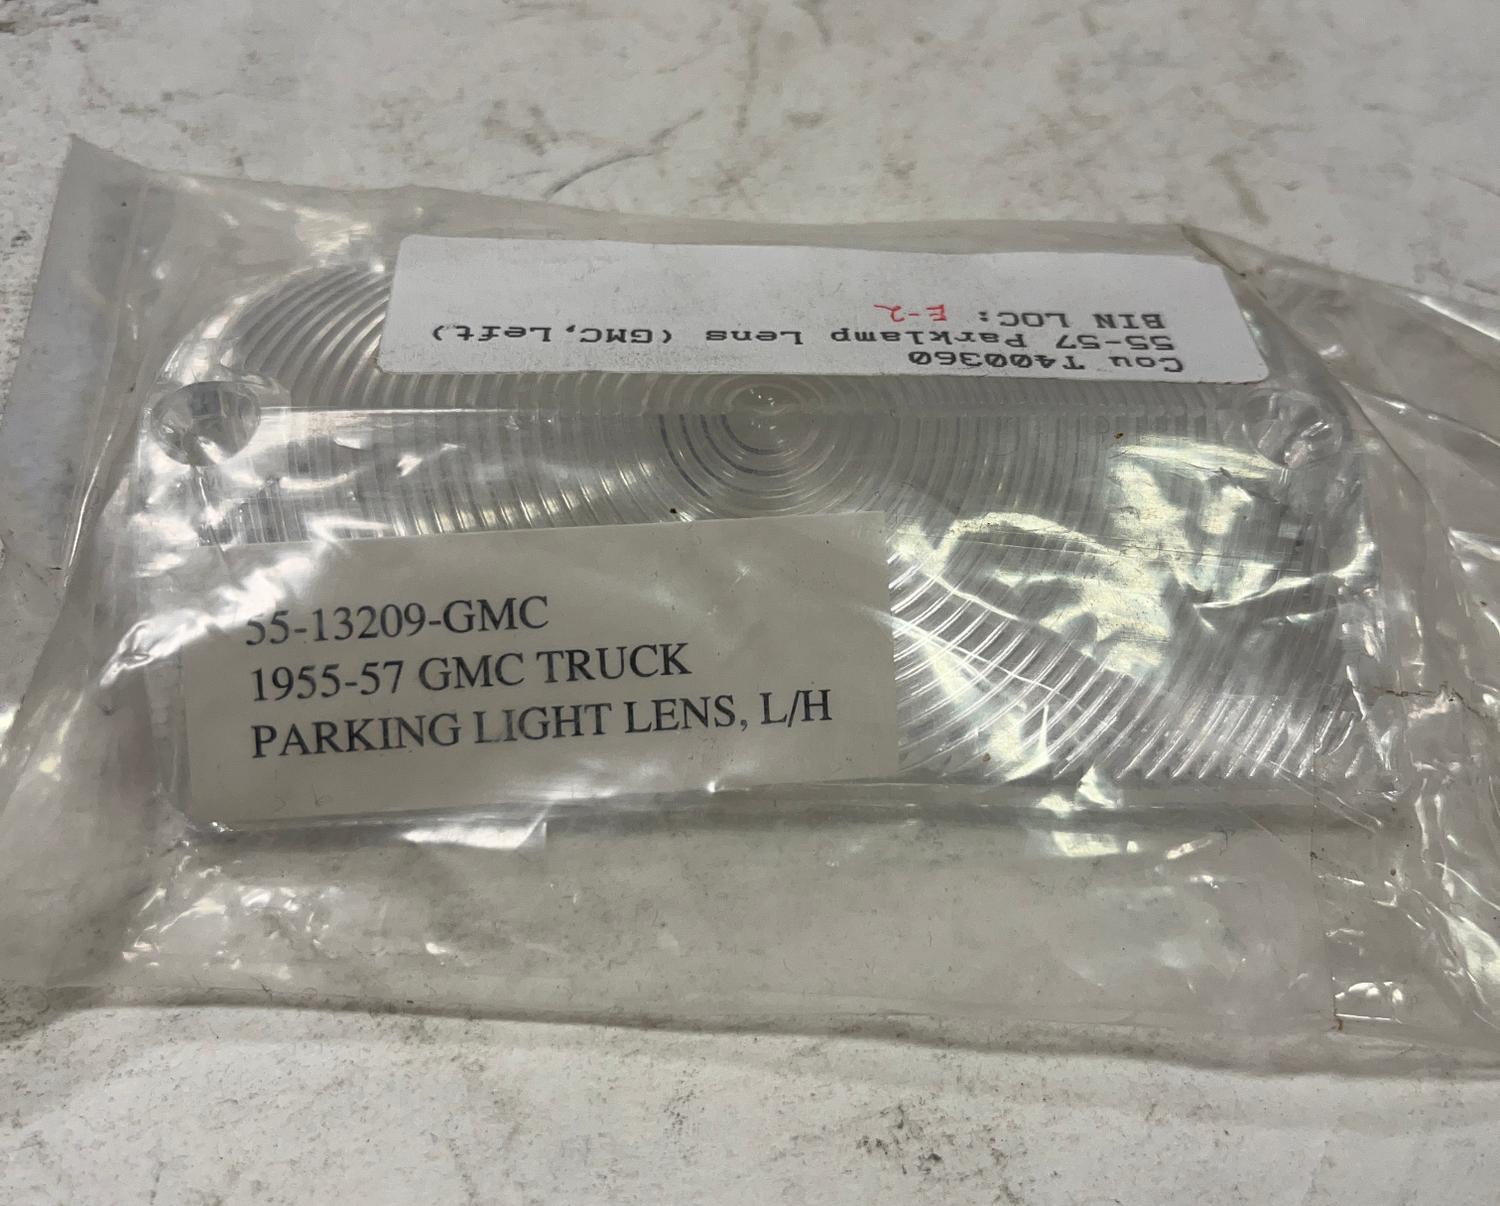 Cou T400360
55-57 Parklamp Lens (GMC, Left)
BIN LOC: E-2
55-13209-GMC
1955-57 GMC TRUCK
PARKING LIGHT LENS, L/H